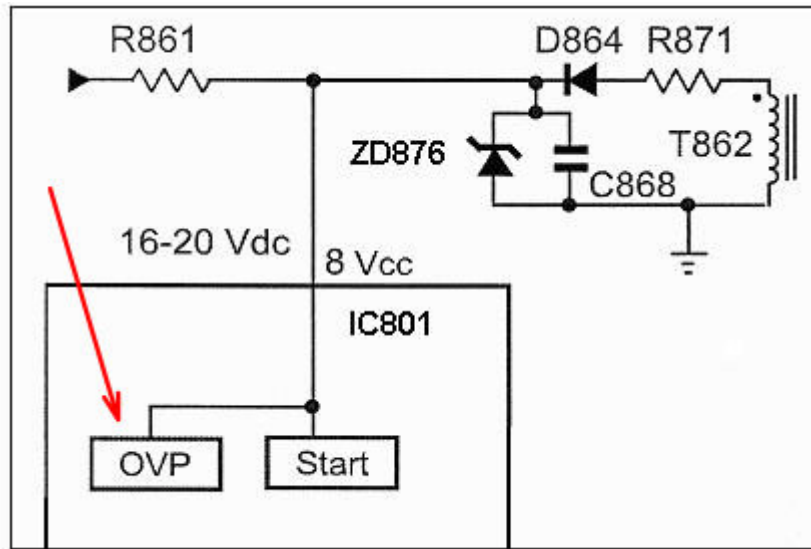 R861
D864 R871
ZD876
T862
C868
16-20 Vdc
8 Vcc
IC801
OVP
Start